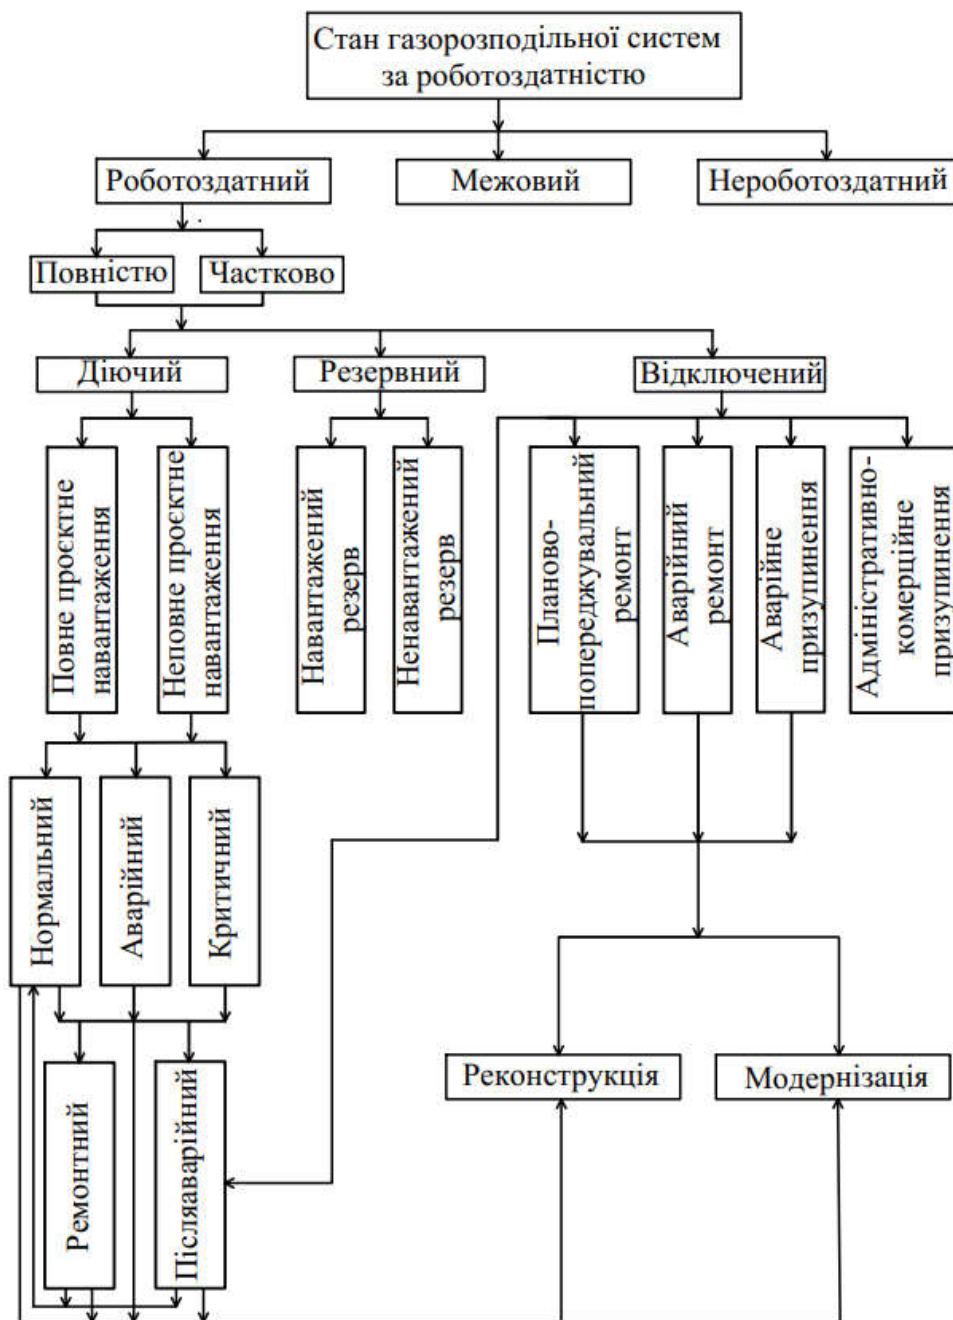 Стан газорозподільної систем
за роботоздатністю
Роботоздатний
Межовий
Нероботоздатний
Повністю
Частково
Діючий
Резервний
Відключений
Повне проєктне
навантаження
Неповне проєктне
навантаження
Навантажений
резерв
Ненавантажений
резерв
Планово-
попереджувальний
ремонт
Аварійний
ремонт
Аварійне
призупинення
Адміністративно-
комерційне
призупинення
Нормальний
Аварійний
Критичний
Реконструкція
Модернізація
Ремонтний
Післяаварійний